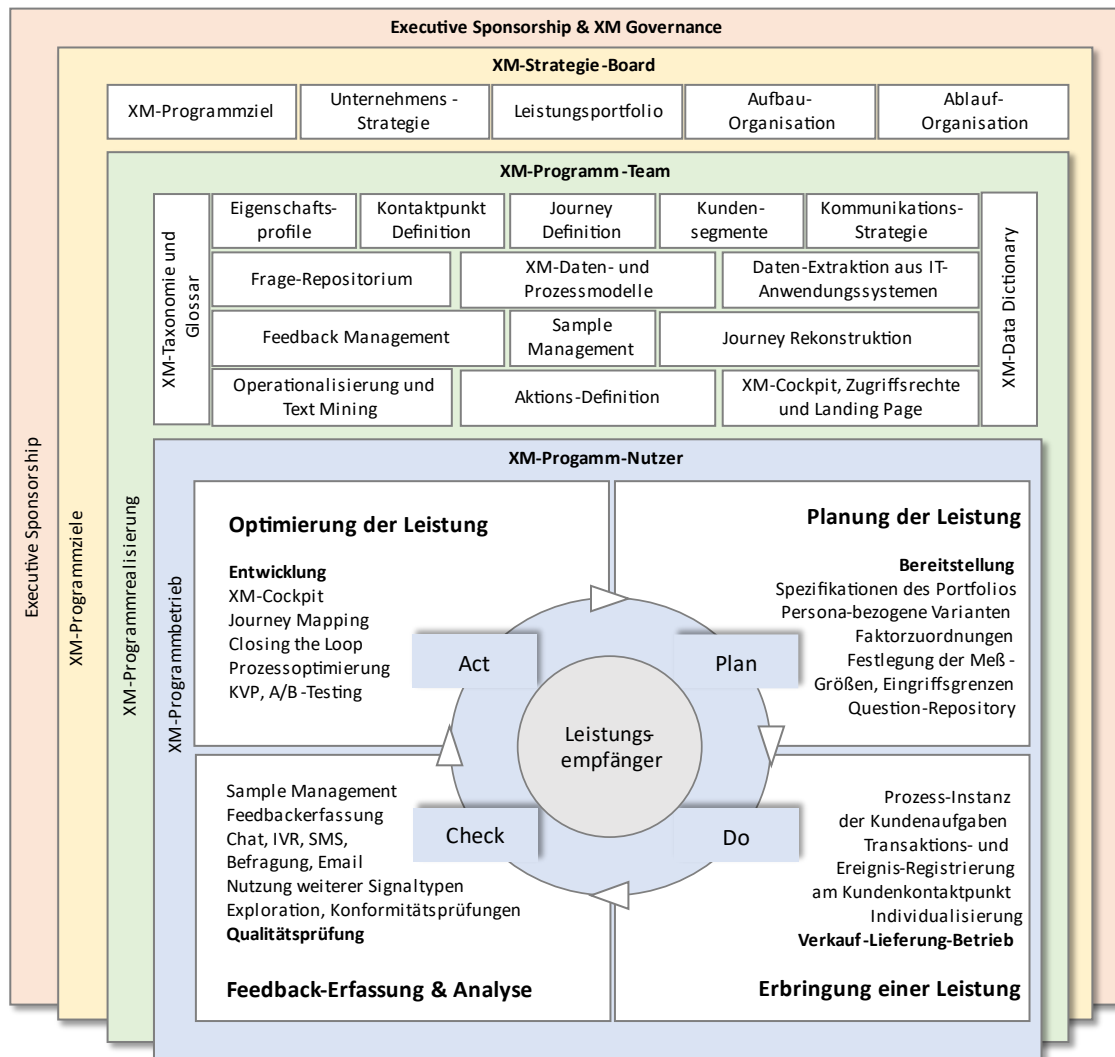 Executive Sponsorship & XM Governance
XM-Strategie-Board
XM-Programmziel
Unternehmens -
Strategie
Leistungsportfolio
Aufbau-
Organisation
Ablauf-
Organisation
XM-Programm -Team
XM-Taxonomie und
Glossar
Eigenschafts-
profile
Kontaktpunkt
Definition
Journey
Definition
Kunden-
segmente
Kommunikations-
Strategie
XM-Data Dictionary
Frage-Repositorium
XM-Daten- und
Prozessmodelle
Daten-Extraktion aus IT-
Anwendungssystemen
Feedback Management
Sample
Management
Journey Rekonstruktion
Operationalisierung und
Text Mining
Aktions-Definition
XM-Cockpit, Zugriffsrechte
und Landing Page
Executive Sponsorship
XM-Programmziele
XM-Programmrealisierung
XM-Programmbetrieb
XM-Progamm-Nutzer
Optimierung der Leistung
Entwicklung
XM-Cockpit
Journey Mapping
Closing the Loop
Prozessoptimierung
KVP, A/B -Testing
Planung der Leistung
Bereitstellung
Spezifikationen des Portfolios
Persona-bezogene Varianten
Faktorzuordnungen
Festlegung der Meß -
Größen, Eingriffsgrenzen
Question-Repository
Act
Plan
Leistungs-
empfänger
Check
Do
Sample Management
Feedbackerfassung
Chat, IVR, SMS,
Befragung, Email
Nutzung weiterer Signaltypen
Exploration, Konformitätsprüfungen
Qualitätsprüfung
Feedback-Erfassung & Analyse
Prozess-Instanz
der Kundenaufgaben
Transaktions- und
Ereignis-Registrierung
am Kundenkontaktpunkt
Individualisierung
Verkauf-Lieferung-Betrieb
Erbringung einer Leistung